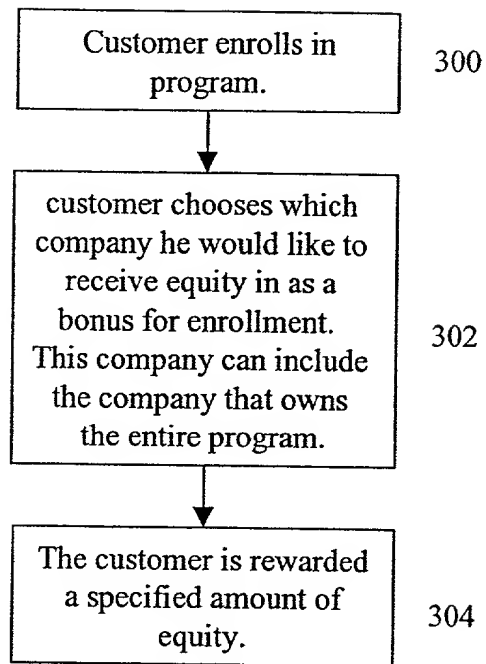 Customer enrolls in
program.
300
customer chooses which
company he would like to
receive equity in as a
bonus for enrollment.
This company can include
the company that owns
the entire program.
302
The customer is rewarded
a specified amount of
equity.
304